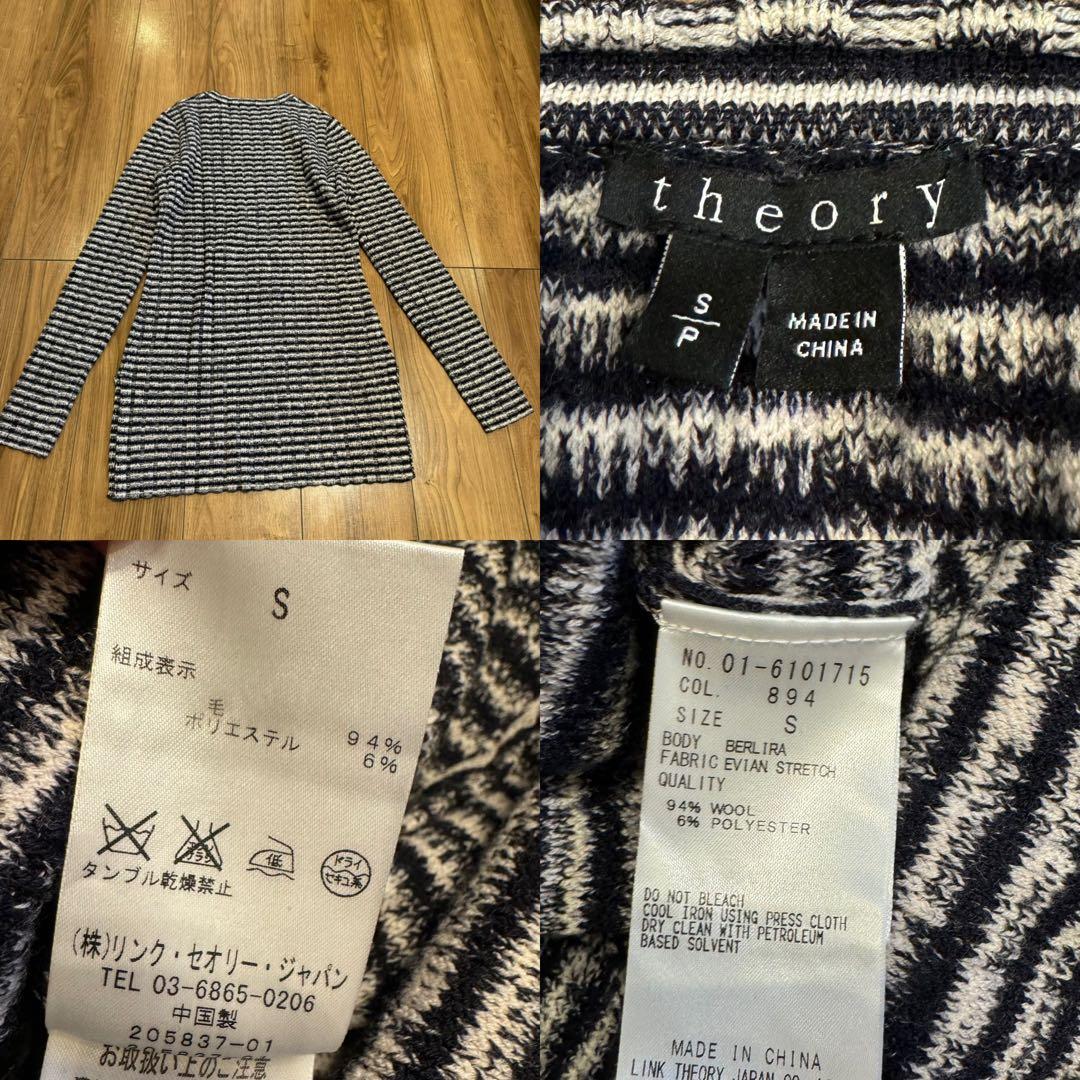 theory
S
P
MADE IN
CHINA
サイズ S
組成表示
毛 94%
ポリエステル 6%
低
ドライ
セキユ系
タンブル乾燥禁止
(株)リンク・セオリー・ジャパン
TEL 03-6865-0206
中国製
205837-01
お取扱い上のご注意
NO. 01-6101715
COL. 894
SIZE S
BODY BERLIRA
FABRIC EVIAN STRETCH
QUALITY
94% WOOL
6% POLYESTER
DO NOT BLEACH
COOL IRON USING PRESS CLOTH
DRY CLEAN WITH PETROLEUM
BASED SOLVENT
MADE IN CHINA
LINK THEORY JAPAN CO.